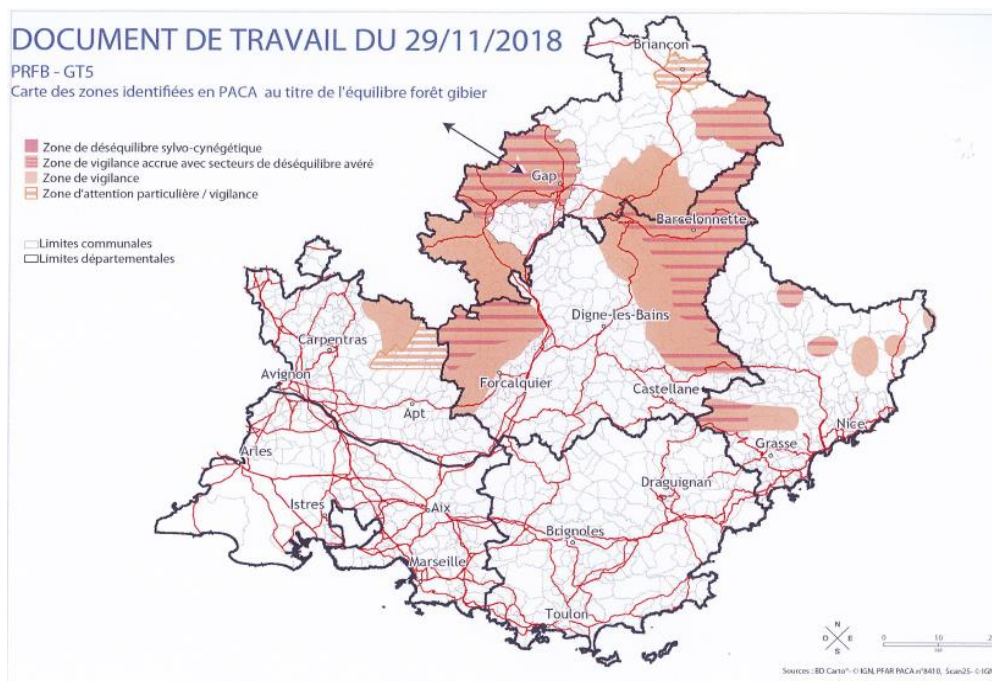 DOCUMENT DE TRAVAIL DU 29/11/2018
PRFB - GT5
Carte des zones identifiées en PACA au titre de l'équilibre forêt gibier
Zone de déséquilibre sylvo-cynégétique
Zone de vigilance accrue avec secteurs de déséquilibre avéré
Zone de vigilance
Zone d'attention particulière / vigilance
Limites communales
Limites départementales
Briançon
Gap
Barcelonnette
Digne-les-Bains
Carpentras
Forcalquier
Avignon
Castellane
Apt
Nice
Grasse
Arles
Draguignan
Istres
Aix
Brignoles
Marseille
Toulon
N
O E
S
0 10 2
Sources : BD Carto®- © IGN, PFAR PACA n°8410, Scan25- © IGN